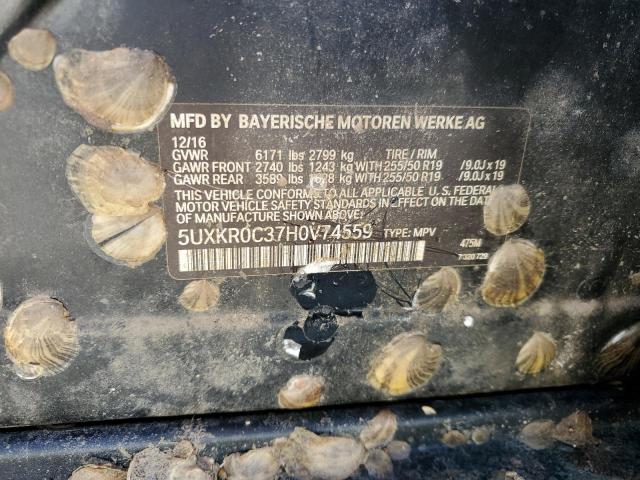 MFD BY BAYERISCHE MOTOREN WERKE AG
12/16
GVWR 6171 lbs 2799 kg TIRE / RIM
GAWR FRONT 2740 lbs 1243 kg WITH 255/50 R19 /9.0J x 19
GAWR REAR 3589 lbs 1628 kg WITH 255/50 R19 /9.0J x 19
THIS VEHICLE CONFORMS TO ALL APPLICABLE U. S. FEDERAL
MOTOR VEHICLE SAFETY STANDARDS IN EFFECT ON THE DATE
OF MANUFACTURE
5UXKR0C37H0V74559 TYPE: MPV 475M
7320729